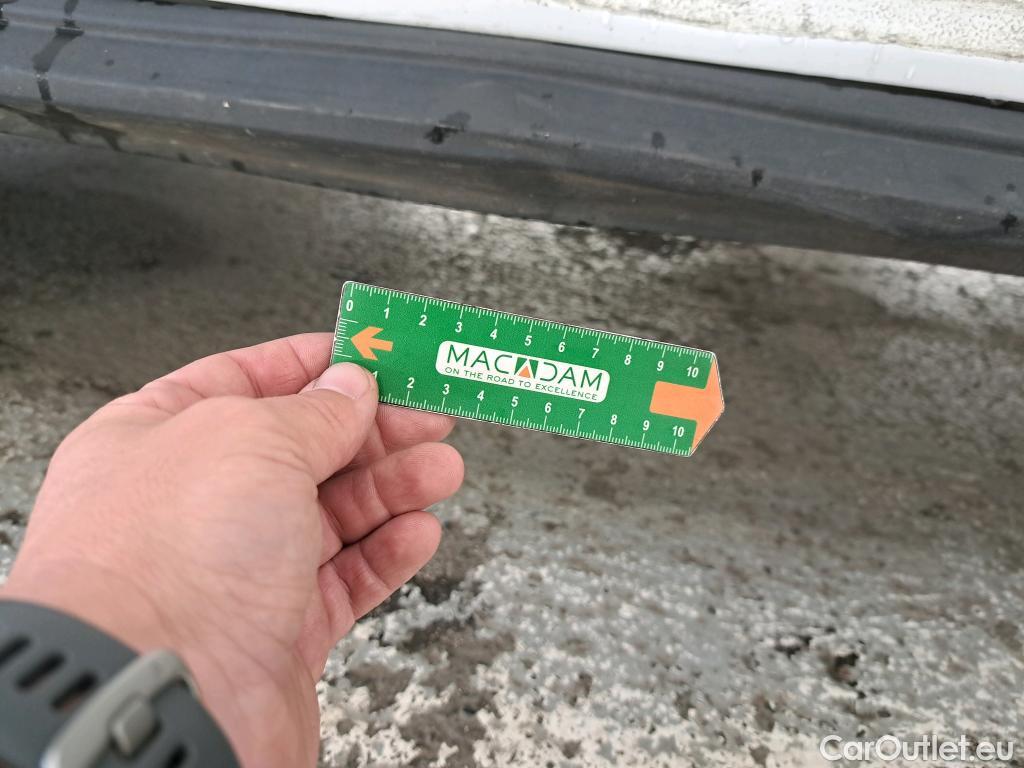 0 1 2 3 4 5 6 7 8 9 10
MACADAM
ON THE ROAD TO EXCELLENCE
1 2 3 4 5 6 7 8 9 10
CarOutlet.eu